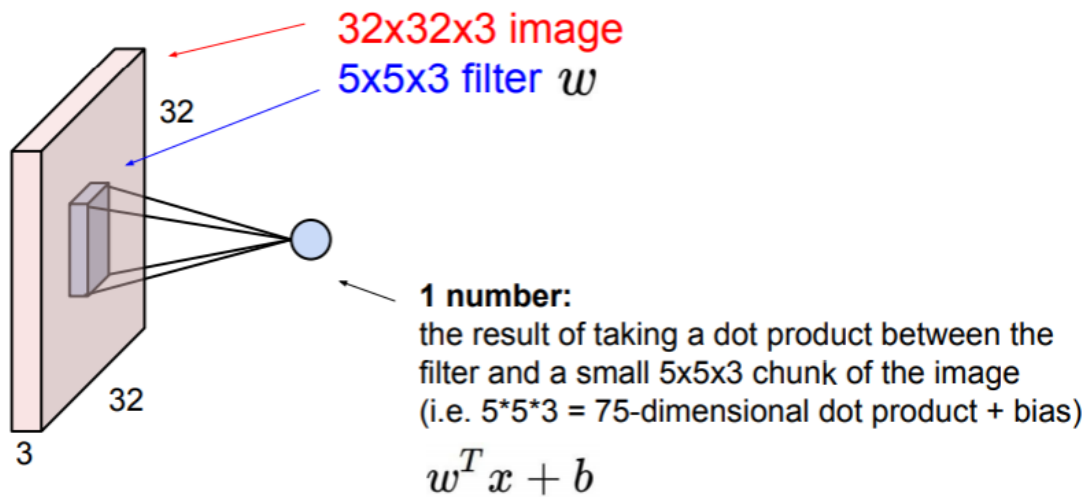 32x32x3 image
5x5x3 filter w
32
32
3
1 number:
the result of taking a dot product between the
filter and a small 5x5x3 chunk of the image
(i.e. 5*5*3 = 75-dimensional dot product + bias)
w^T x + b